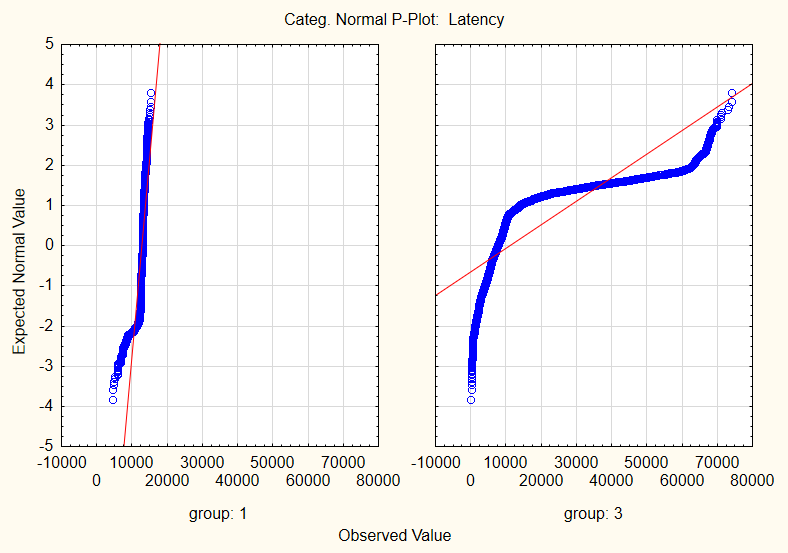 Categ. Normal P-Plot: Latency
Expected Normal Value
5
4
3
2
1
0
-1
-2
-3
-4
-5
-10000 10000 30000 50000 70000
0 20000 40000 60000 80000
group: 1
-10000 10000 30000 50000 70000
0 20000 40000 60000 80000
group: 3
Observed Value